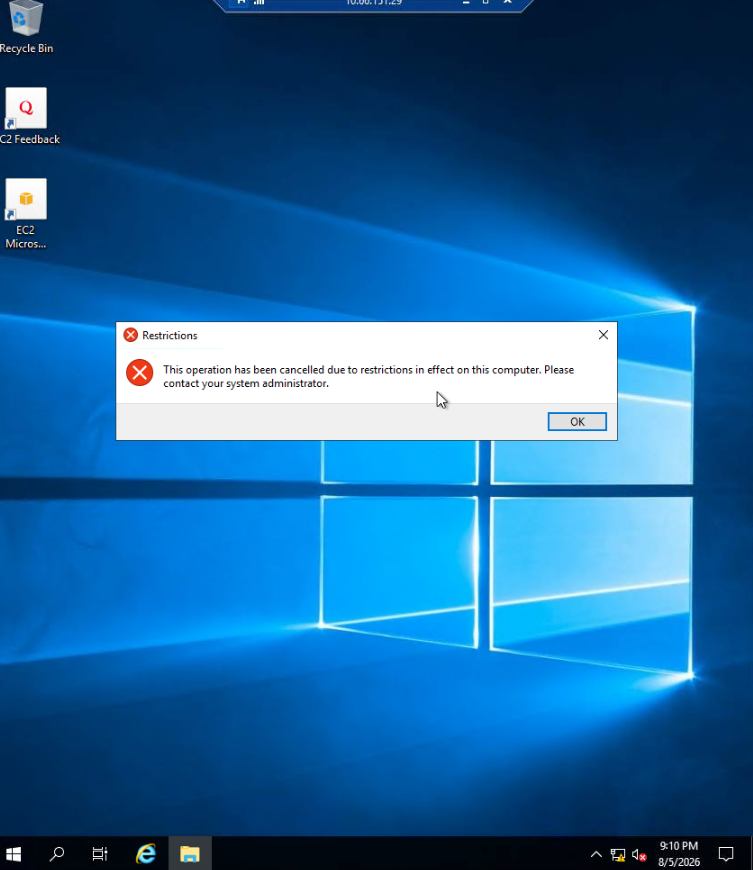 10.66.151.29
Recycle Bin
Q
C2 Feedback
EC2
Micros...
Restrictions
This operation has been cancelled due to restrictions in effect on this computer. Please
contact your system administrator.
OK
9:10 PM
8/5/2026